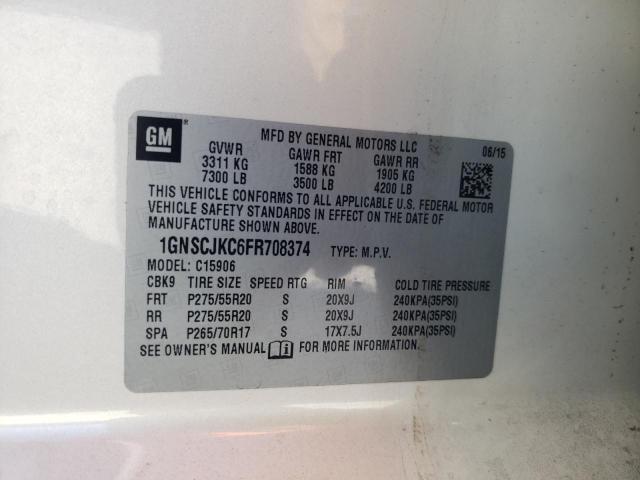 GM
MFD BY GENERAL MOTORS LLC 06/15
GVWR GAWR FRT GAWR RR
3311 KG 1588 KG 1905 KG
7300 LB 3500 LB 4200 LB
THIS VEHICLE CONFORMS TO ALL APPLICABLE U.S. FEDERAL MOTOR
VEHICLE SAFETY STANDARDS IN EFFECT ON THE DATE OF
MANUFACTURE SHOWN ABOVE.
1GNSCJKC6FR708374 TYPE: M.P.V.
MODEL: C15906
CBK9 TIRE SIZE SPEED RTG RIM COLD TIRE PRESSURE
FRT P275/55R20 S 20X9J 240KPA(35PSI)
RR P275/55R20 S 20X9J 240KPA(35PSI)
SPA P265/70R17 S 17X7.5J 240KPA(35PSI)
SEE OWNER'S MANUAL FOR MORE INFORMATION.